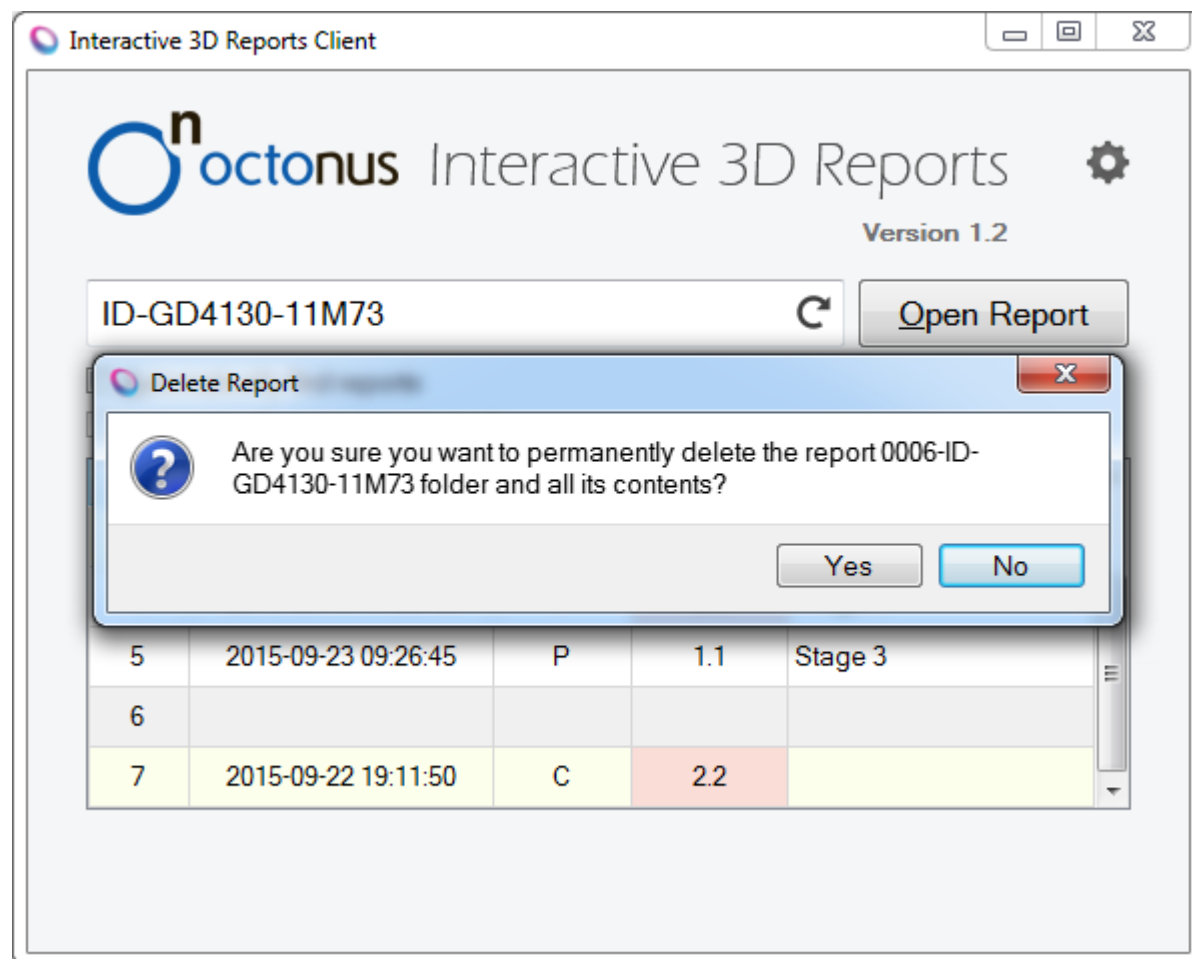 Interactive 3D Reports Client
n
octonus Interactive 3D Reports
Version 1.2
ID-GD4130-11M73
Open Report
Delete Report
reports
Are you sure you want to permanently delete the report 0006-ID-
GD4130-11M73 folder and all its contents?
Yes No
5 2015-09-23 09:26:45 P 1.1 Stage 3
6
7 2015-09-22 19:11:50 C 2.2